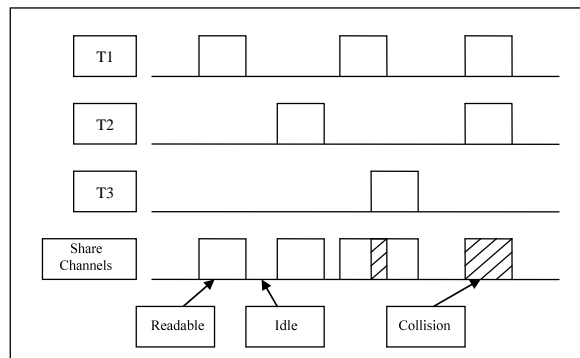 T1
T2
T3
Share
Channels
Readable
Idle
Collision